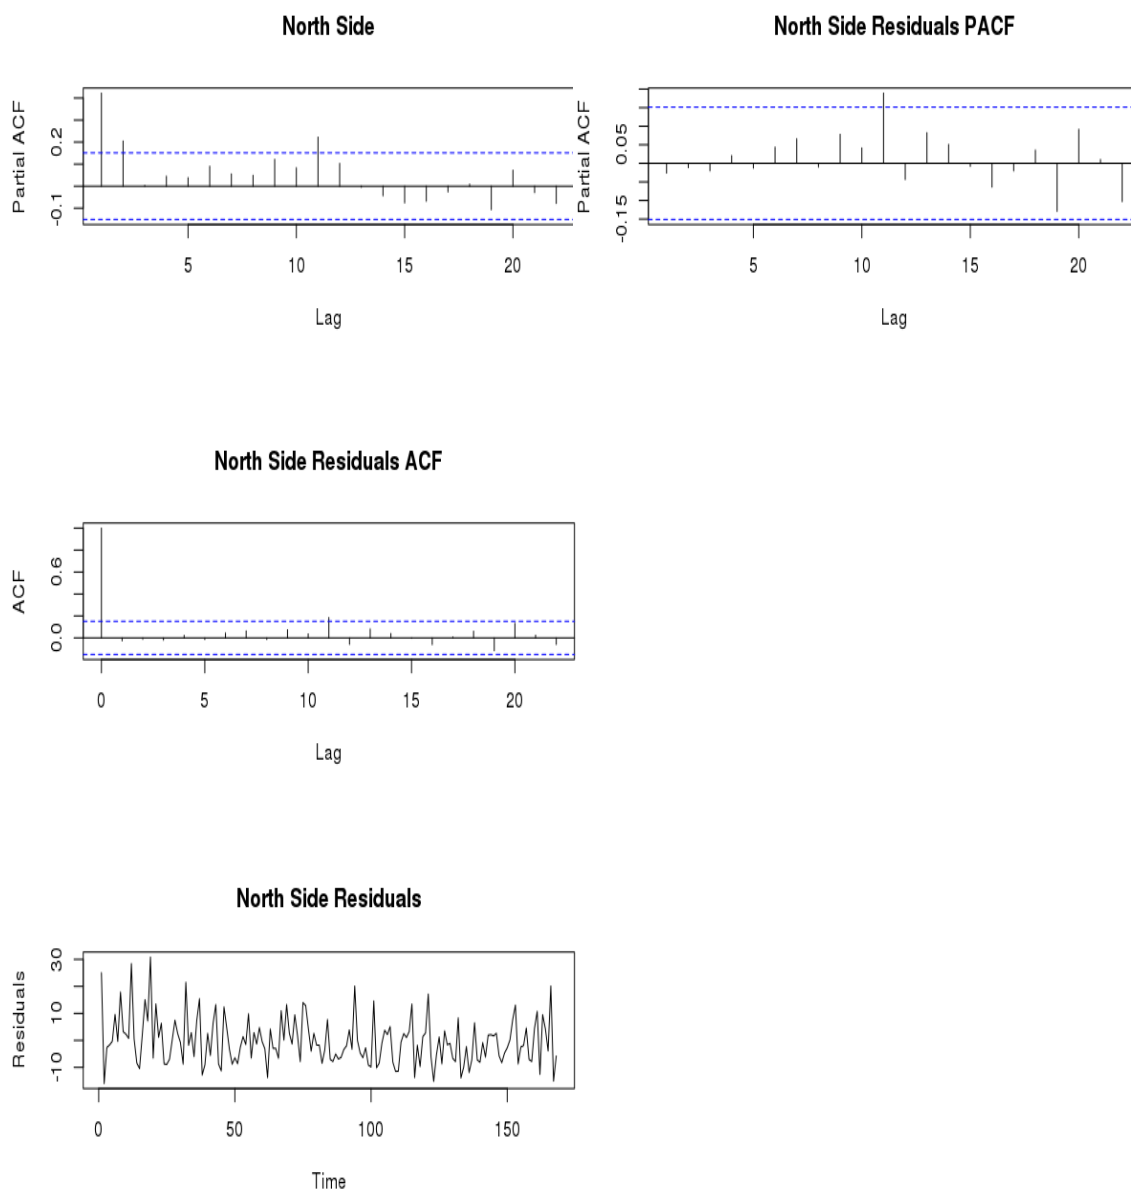 North Side
Partial ACF
0.2
-0.1
5 10 15 20
Lag
North Side Residuals PACF
Partial ACF
0.05
-0.15
5 10 15 20
Lag
North Side Residuals ACF
ACF
0.6
0.0
0 5 10 15 20
Lag
North Side Residuals
Residuals
30
10
-10
0 50 100 150
Time